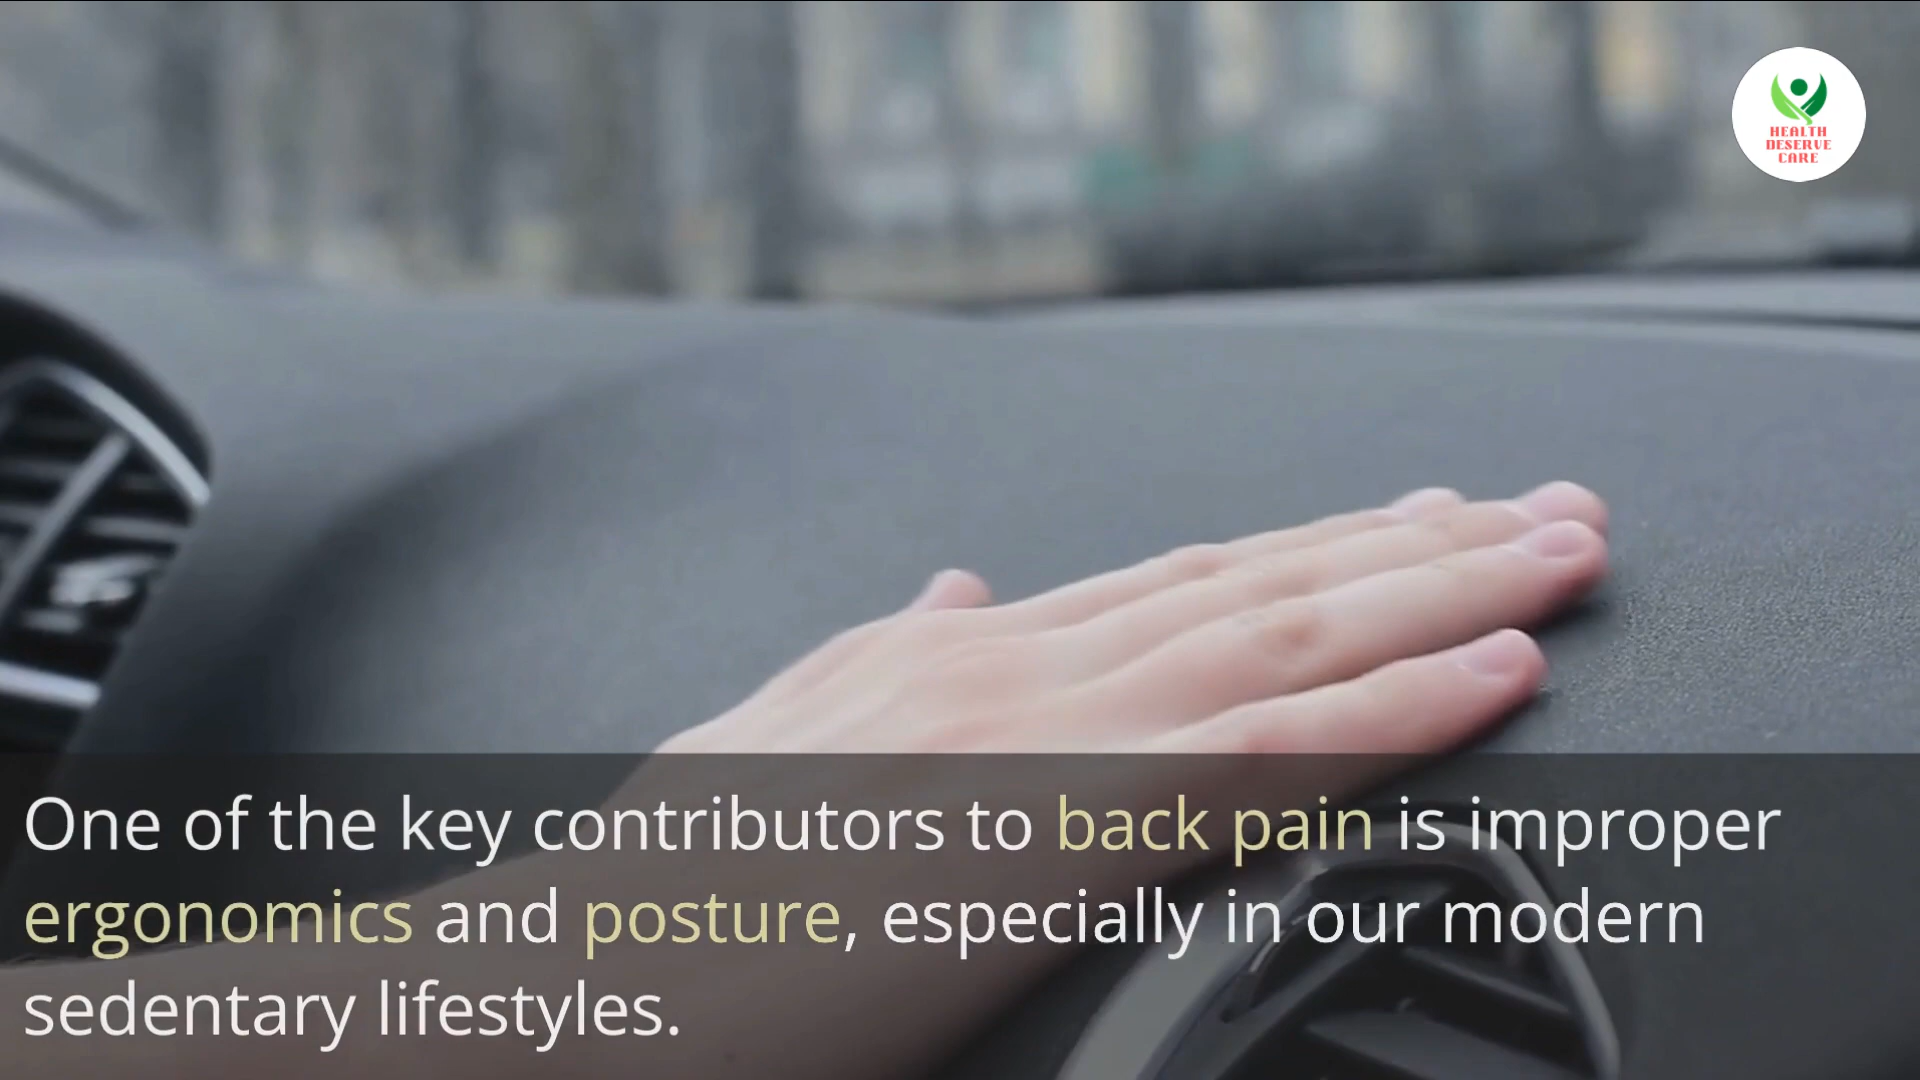 HEALTH
DESERVE
CARE
One of the key contributors to back pain is improper
ergonomics and posture, especially in our modern
sedentary lifestyles.